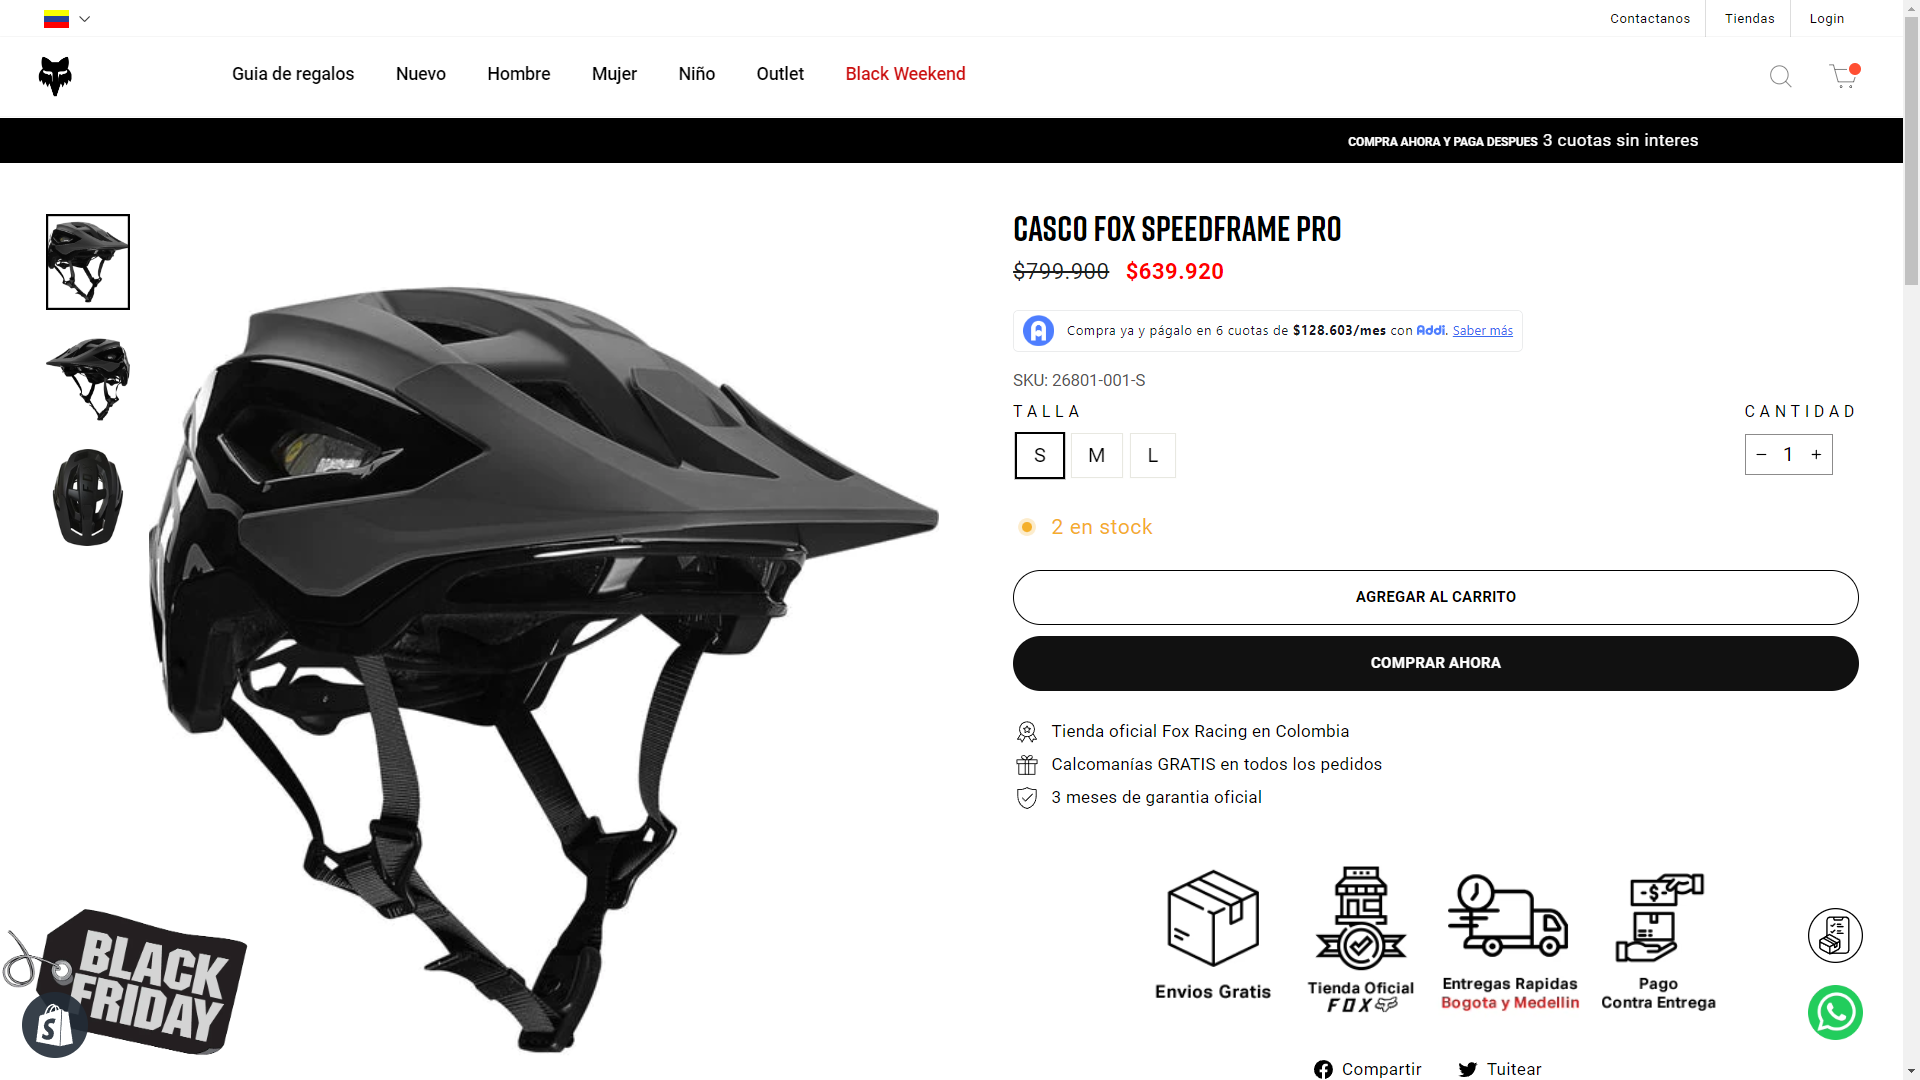 Contactanos
Tiendas
Login
Guia de regalos
Nuevo
Hombre
Mujer
Niño
Outlet
Black Weekend
COMPRA AHORA Y PAGA DESPUES 3 cuotas sin interes
CASCO FOX SPEEDFRAME PRO
$799.900 $639.920
Compra ya y págalo en 6 cuotas de $128.603/mes con Addi. Saber más
SKU: 26801-001-S
TALLA
CANTIDAD
S
M
L
− 1 +
2 en stock
AGREGAR AL CARRITO
COMPRAR AHORA
Tienda oficial Fox Racing en Colombia
Calcomanías GRATIS en todos los pedidos
3 meses de garantia oficial
Envios Gratis
Tienda Oficial
FOX
Entregas Rapidas
Bogota y Medellin
Pago
Contra Entrega
BLACK
FRIDAY
Compartir
Tuitear